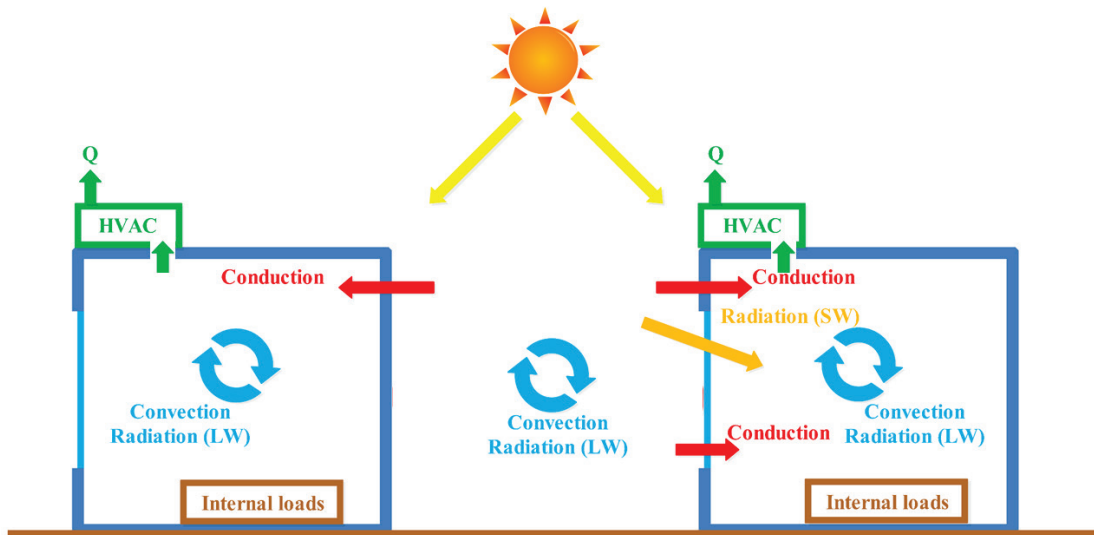 Q
Q
HVAC
HVAC
Conduction
Conduction
Radiation (SW)
Convection
Radiation (LW)
Convection
Radiation (LW)
Convection
Radiation (LW)
Conduction
Internal loads
Internal loads